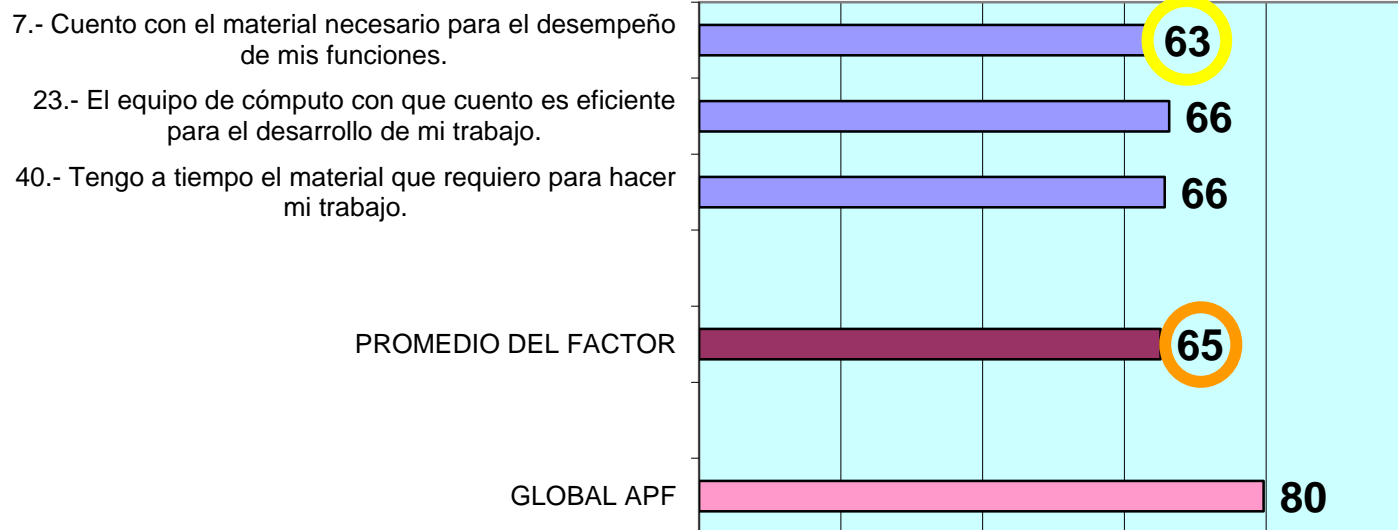 7.- Cuento con el material necesario para el desempeño
de mis funciones.
63
23.- El equipo de cómputo con que cuento es eficiente
para el desarrollo de mi trabajo.
66
40.- Tengo a tiempo el material que requiero para hacer
mi trabajo.
66
PROMEDIO DEL FACTOR
65
GLOBAL APF
80